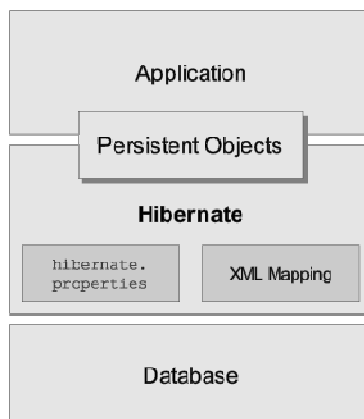 Application
Persistent Objects
Hibernate
hibernate.
properties
XML Mapping
Database